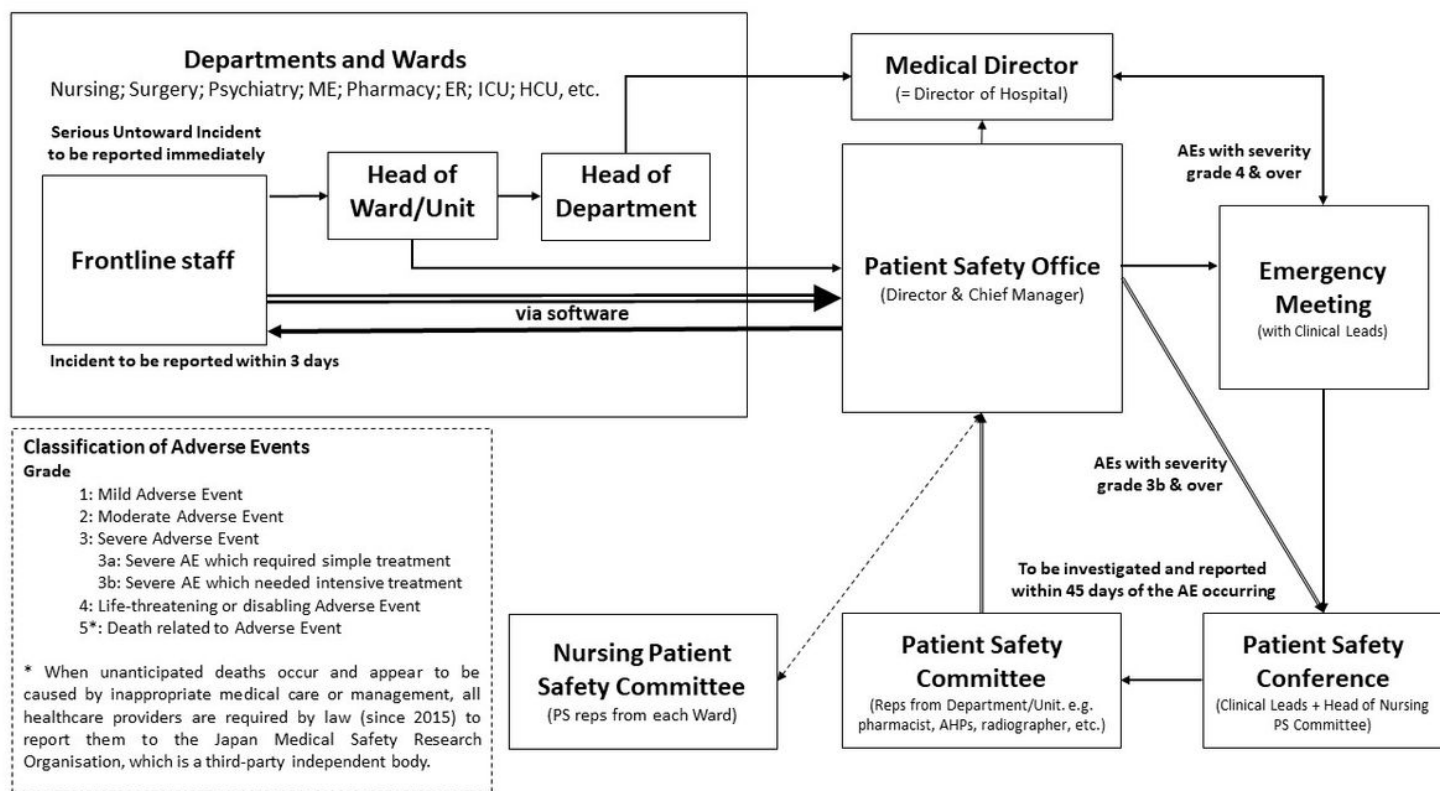 Departments and Wards
Nursing; Surgery; Psychiatry; ME; Pharmacy; ER; ICU; HCU, etc.
Serious Untoward Incident
to be reported immediately
Frontline staff
Head of
Ward/Unit
Head of
Department
via software
Incident to be reported within 3 days
Medical Director
(= Director of Hospital)
Patient Safety Office
(Director & Chief Manager)
AEs with severity
grade 4 & over
Emergency
Meeting
(with Clinical Leads)
AEs with severity
grade 3b & over
To be investigated and reported
within 45 days of the AE occurring
Classification of Adverse Events
Grade
1: Mild Adverse Event
2: Moderate Adverse Event
3: Severe Adverse Event
3a: Severe AE which required simple treatment
3b: Severe AE which needed intensive treatment
4: Life-threatening or disabling Adverse Event
5*: Death related to Adverse Event
* When unanticipated deaths occur and appear to be
caused by inappropriate medical care or management, all
healthcare providers are required by law (since 2015) to
report them to the Japan Medical Safety Research
Organisation, which is a third-party independent body.
Nursing Patient
Safety Committee
(PS reps from each Ward)
Patient Safety
Committee
(Reps from Department/Unit. e.g.
pharmacist, AHPs, radiographer, etc.)
Patient Safety
Conference
(Clinical Leads + Head of Nursing
PS Committee)